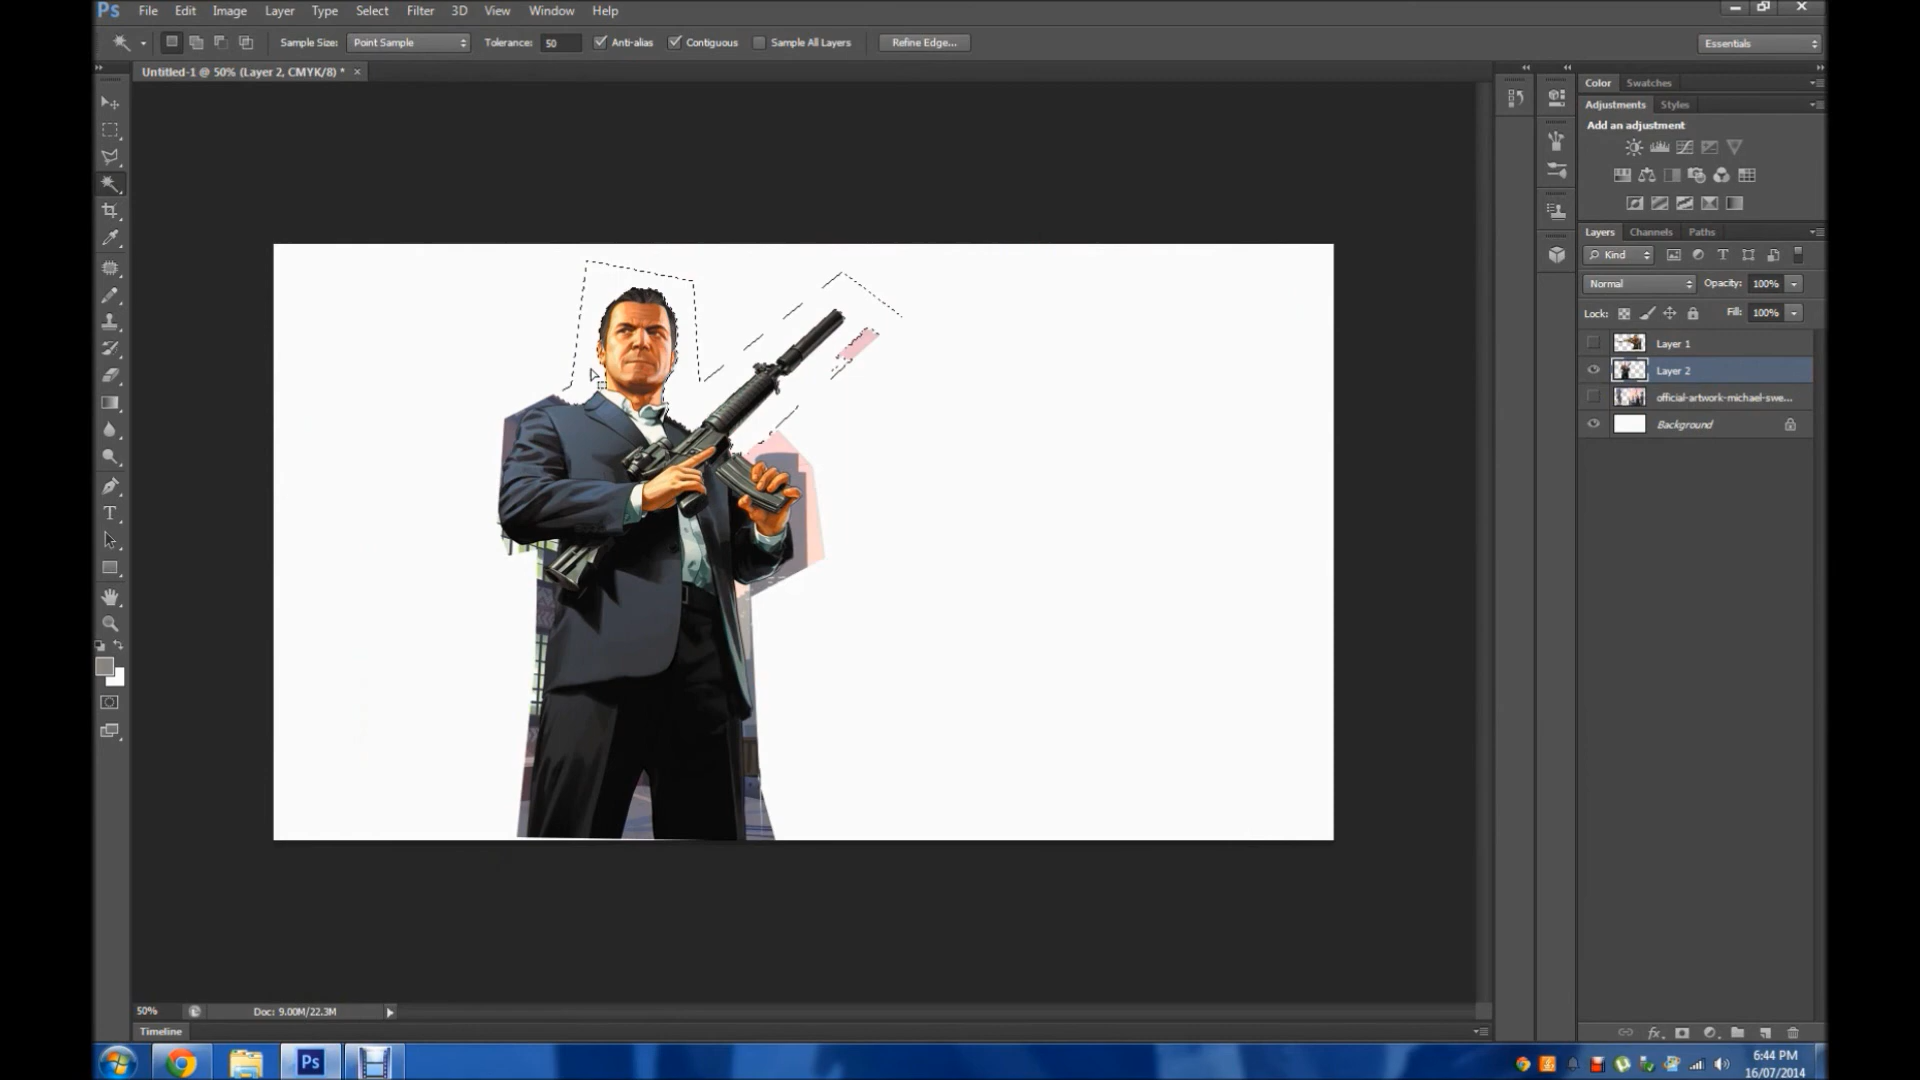 Ps File Edit Image Layer Type Select Filter 3D View Window Help
Sample Size: Point Sample Tolerance: 50 Anti-alias Contiguous Sample All Layers Refine Edge... Essentials
Untitled-1 @ 50% (Layer 2, CMYK/8) * ×
Color Swatches
Adjustments Styles
Add an adjustment
Layers Channels Paths
Kind
Normal Opacity: 100%
Lock: Fill: 100%
Layer 1
Layer 2
official-artwork-michael-swe...
Background
50% Doc: 9.00M/22.3M
Timeline
Ps 6:44 PM
16/07/2014